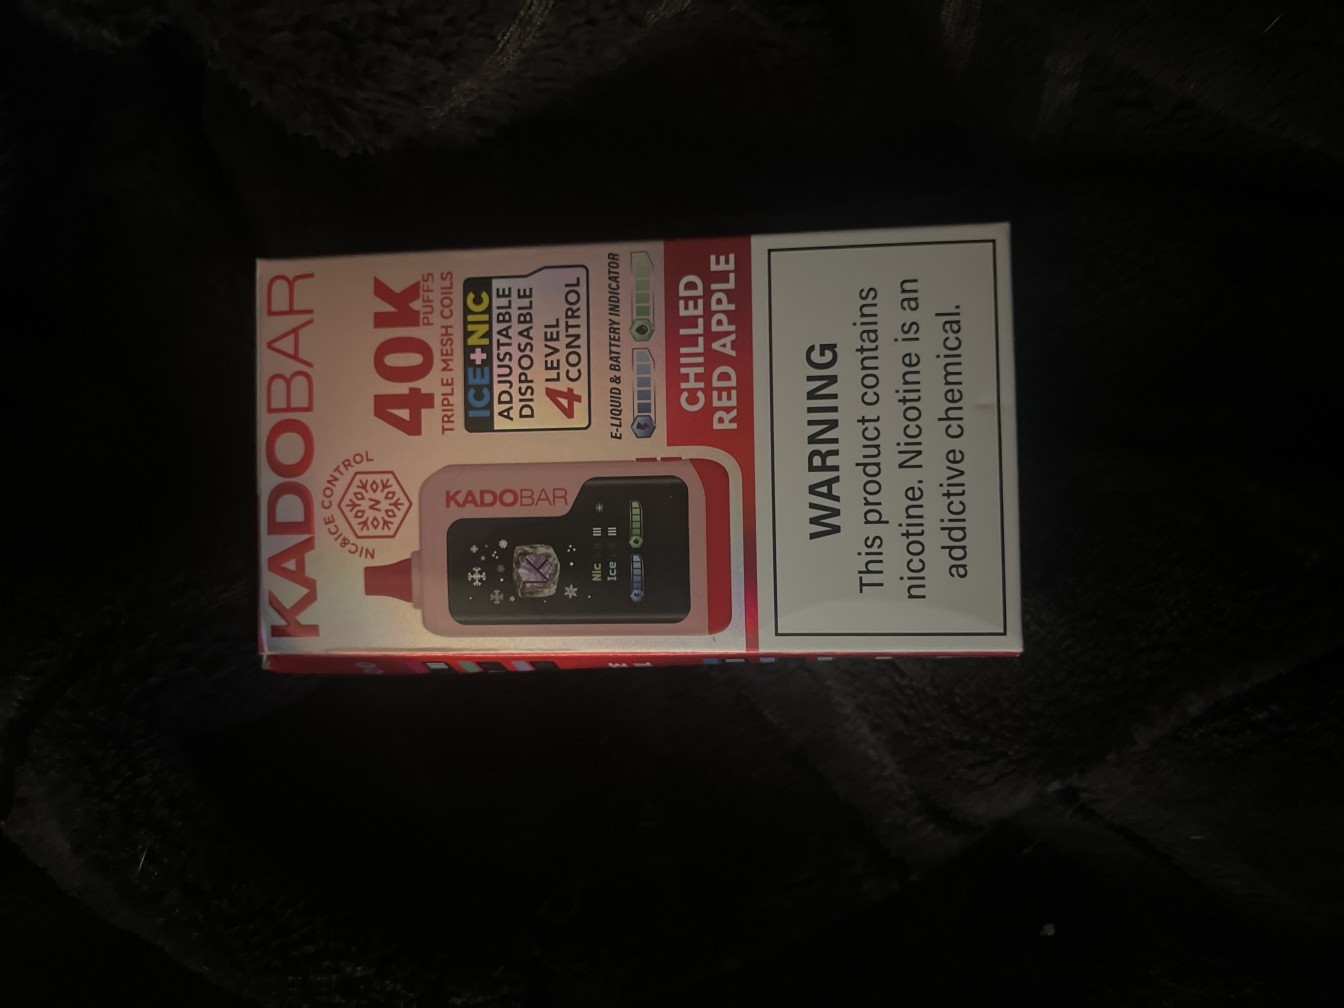 KADOBAR
NIC&ICE CONTROL
N
40K
PUFFS
TRIPLE MESH COILS
ICE+NIC
ADJUSTABLE
DISPOSABLE
4 LEVEL
CONTROL
E-LIQUID & BATTERY INDICATOR
KADOBAR
K
Nic
Ice
CHILLED
RED APPLE
WARNING
This product contains
nicotine. Nicotine is an
addictive chemical.